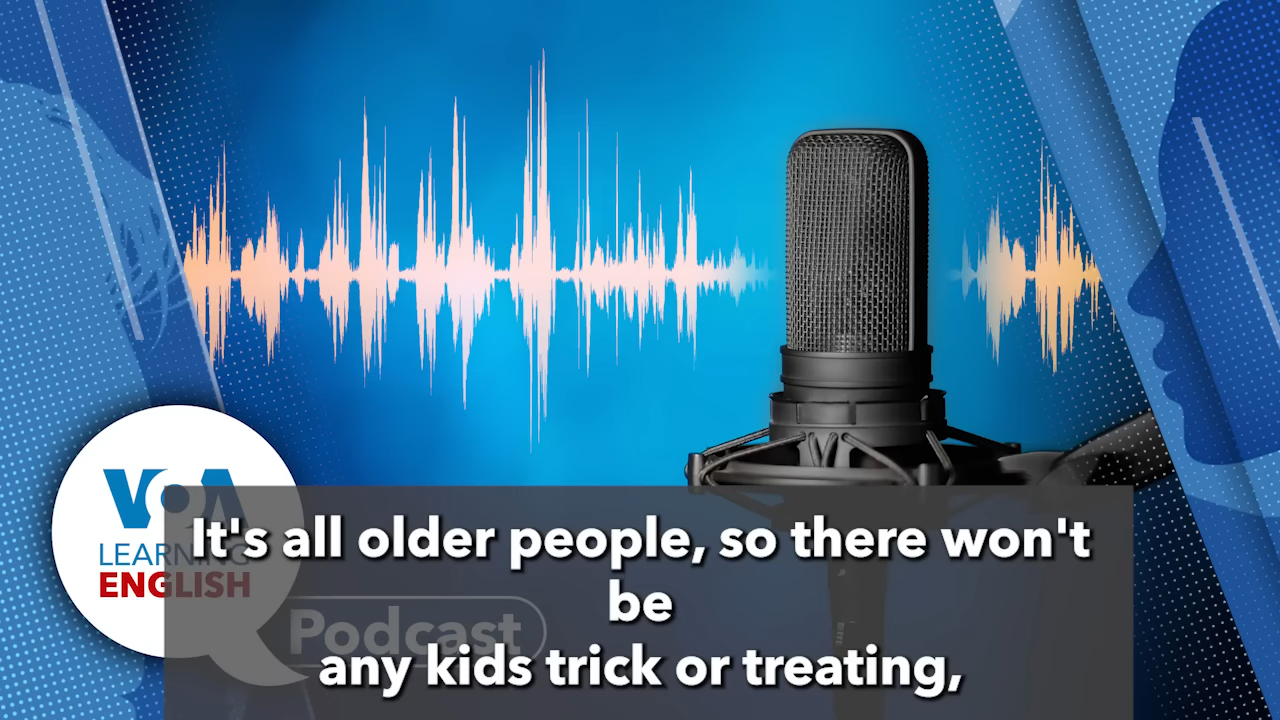 VOA
LEARNING
ENGLISH
Podcast
It's all older people, so there won't
be
any kids trick or treating,